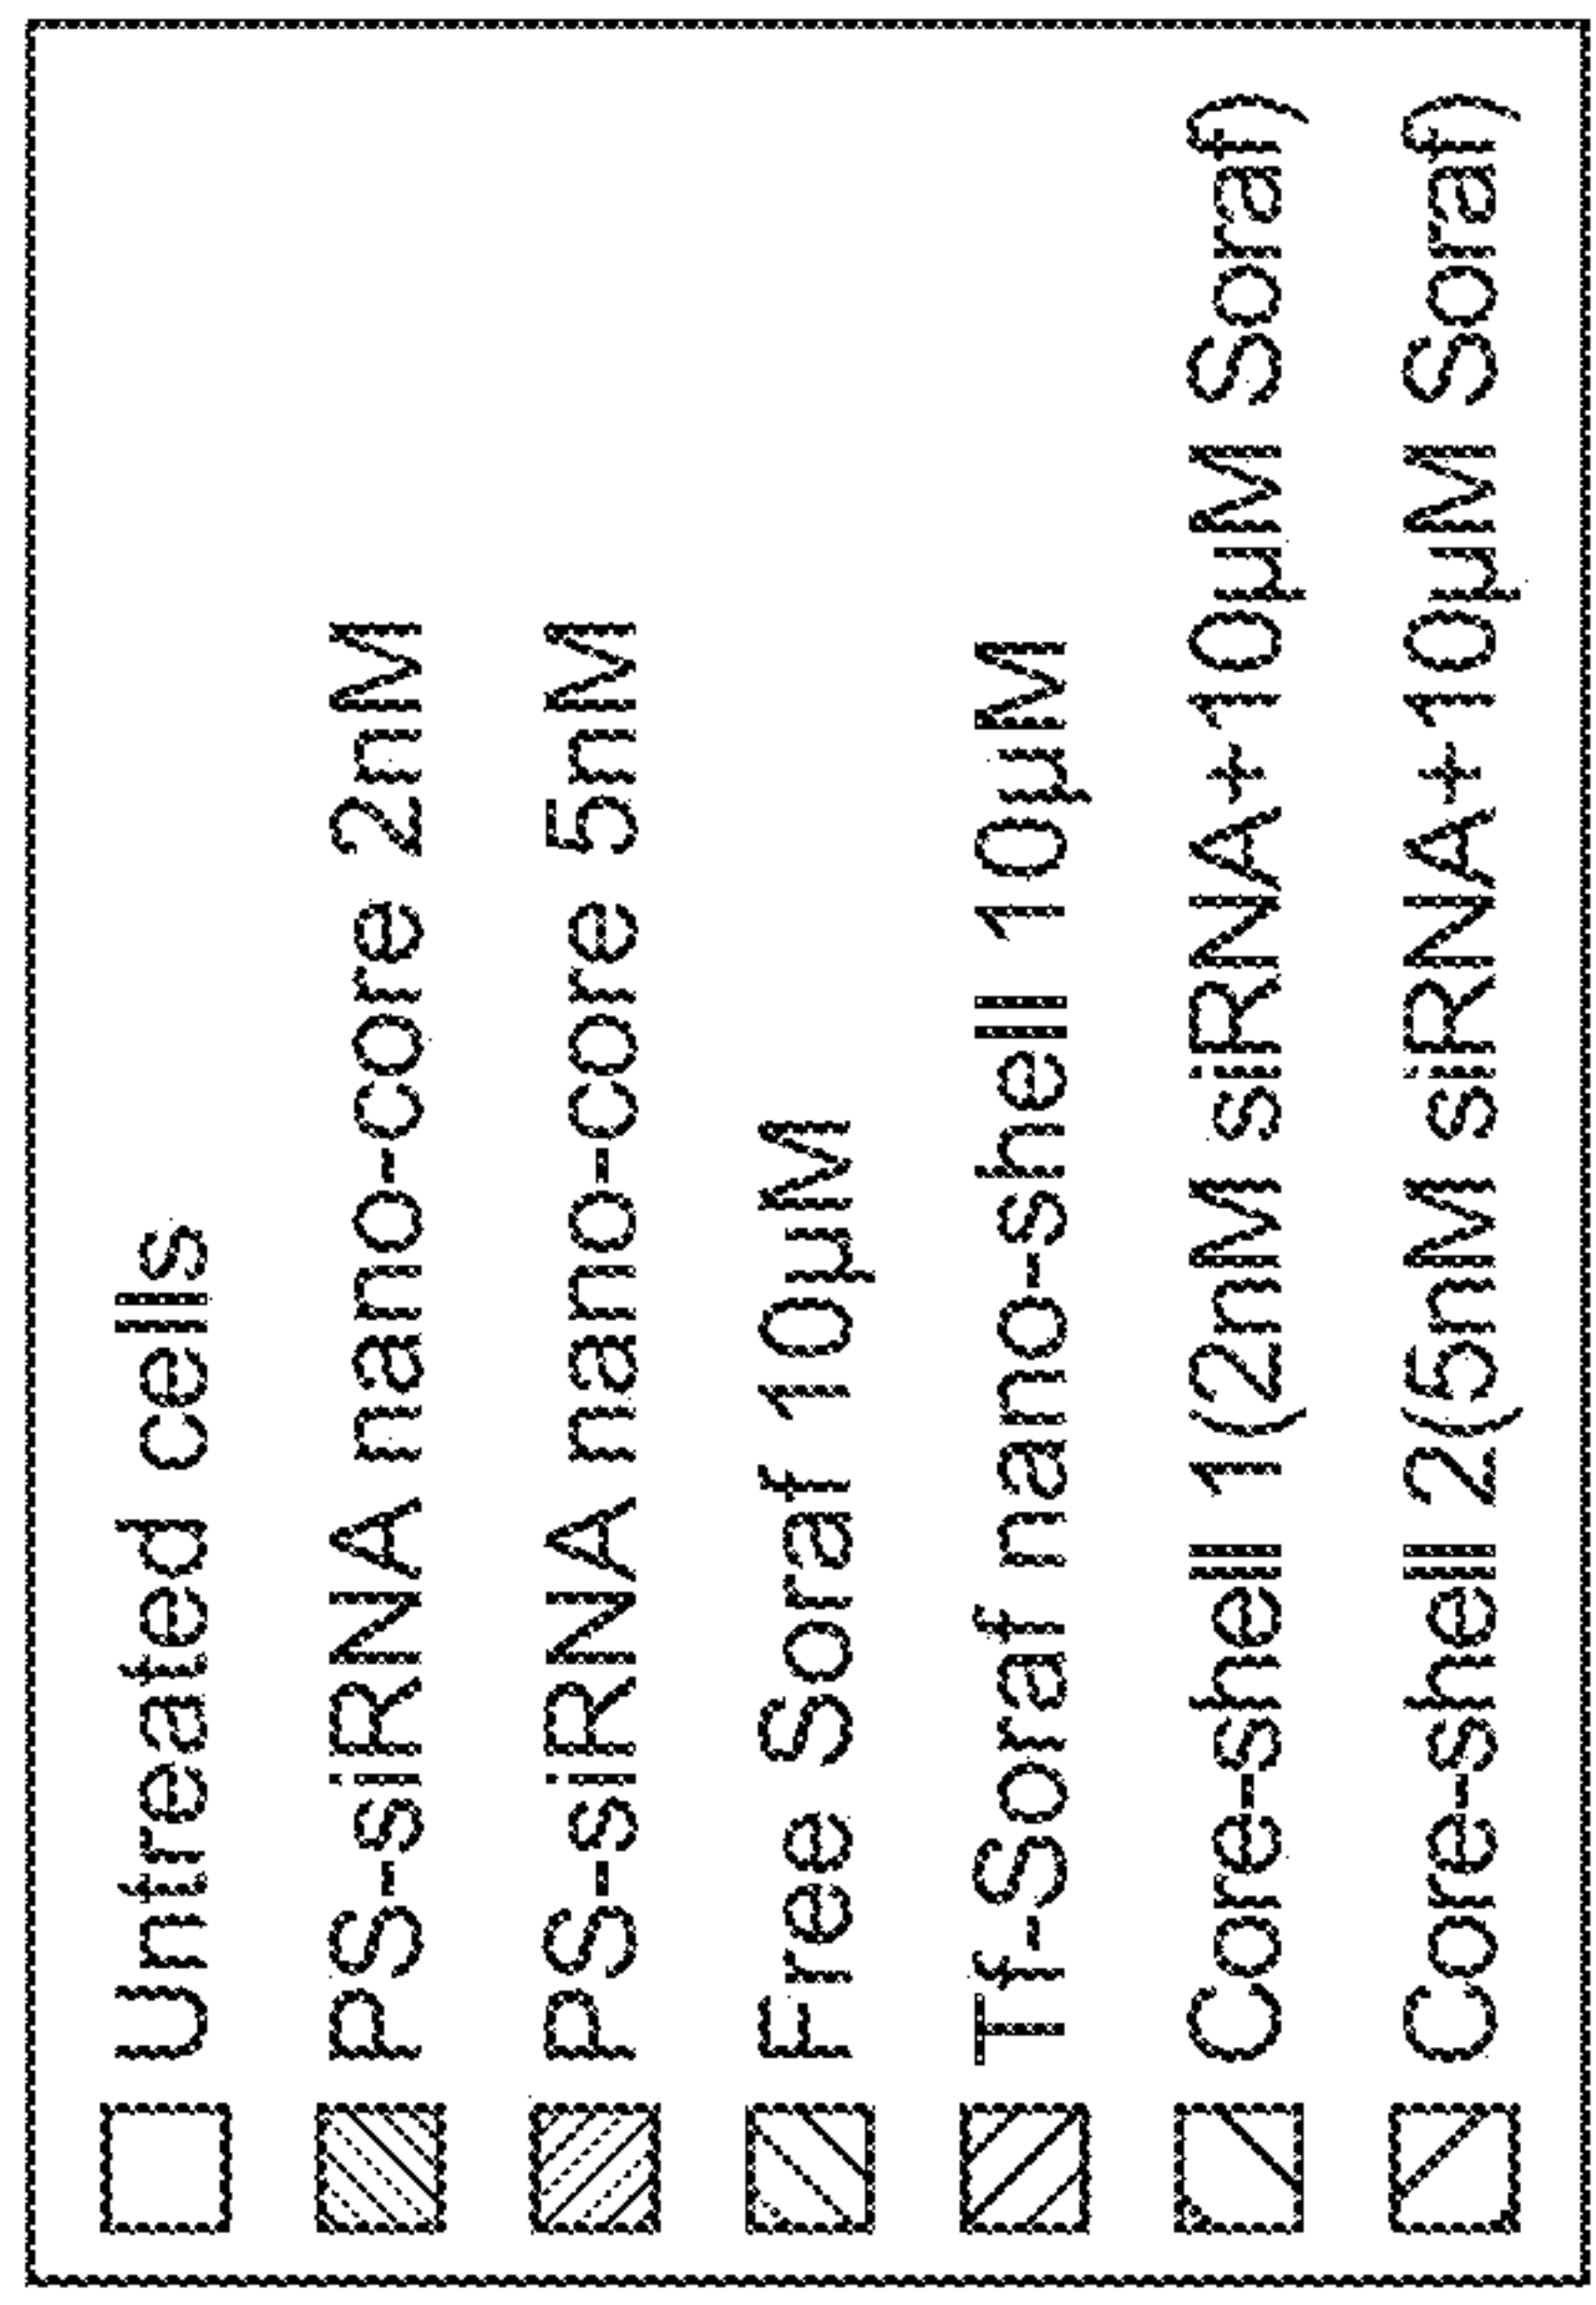 Untreated cells
PS-siRNA nano-core 2nM
PS-siRNA nano-core 5nM
Free Soraf 10µM
Tf-Soraf nano-shell 10µM
Core-shell 1(2nM siRNA+10µM Soraf)
Core-shell 2(5nM siRNA+10µM Soraf)